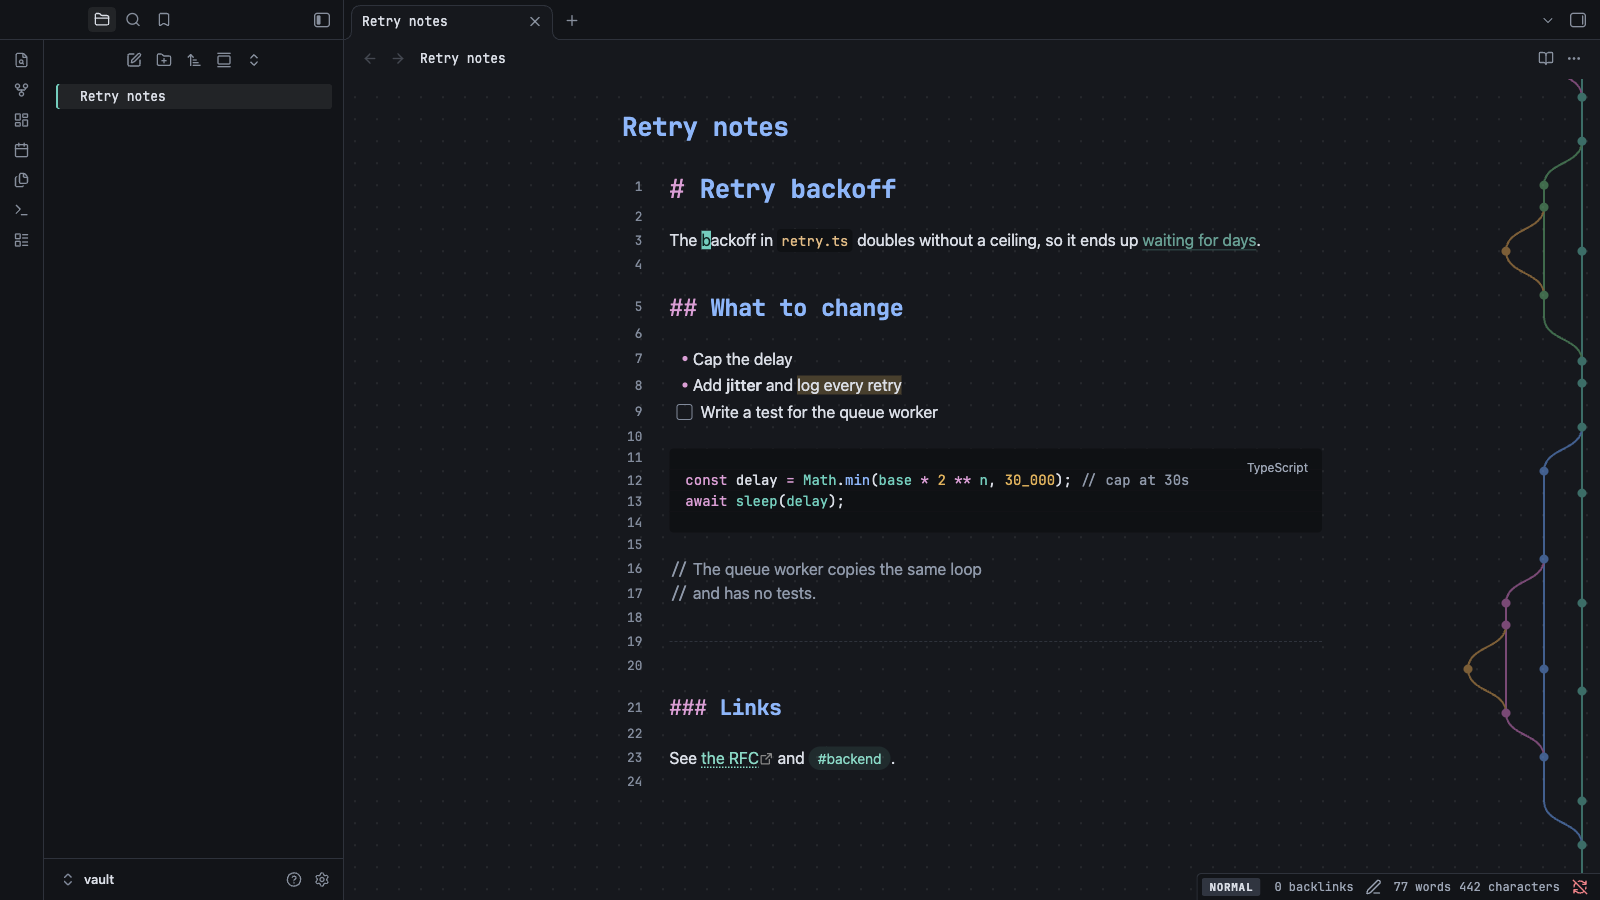 Retry notes
Retry notes
Retry notes
Retry notes
1 # Retry backoff
2
3 The backoff in retry.ts doubles without a ceiling, so it ends up waiting for days.
4
5 ## What to change
6
7 • Cap the delay
8 • Add jitter and log every retry
9 Write a test for the queue worker
10
11
TypeScript
12 const delay = Math.min(base * 2 ** n, 30_000); // cap at 30s
13 await sleep(delay);
14
15
16 // The queue worker copies the same loop
17 // and has no tests.
18
19
20
21 ### Links
22
23 See the RFC and #backend.
24
vault
NORMAL 0 backlinks 77 words 442 characters